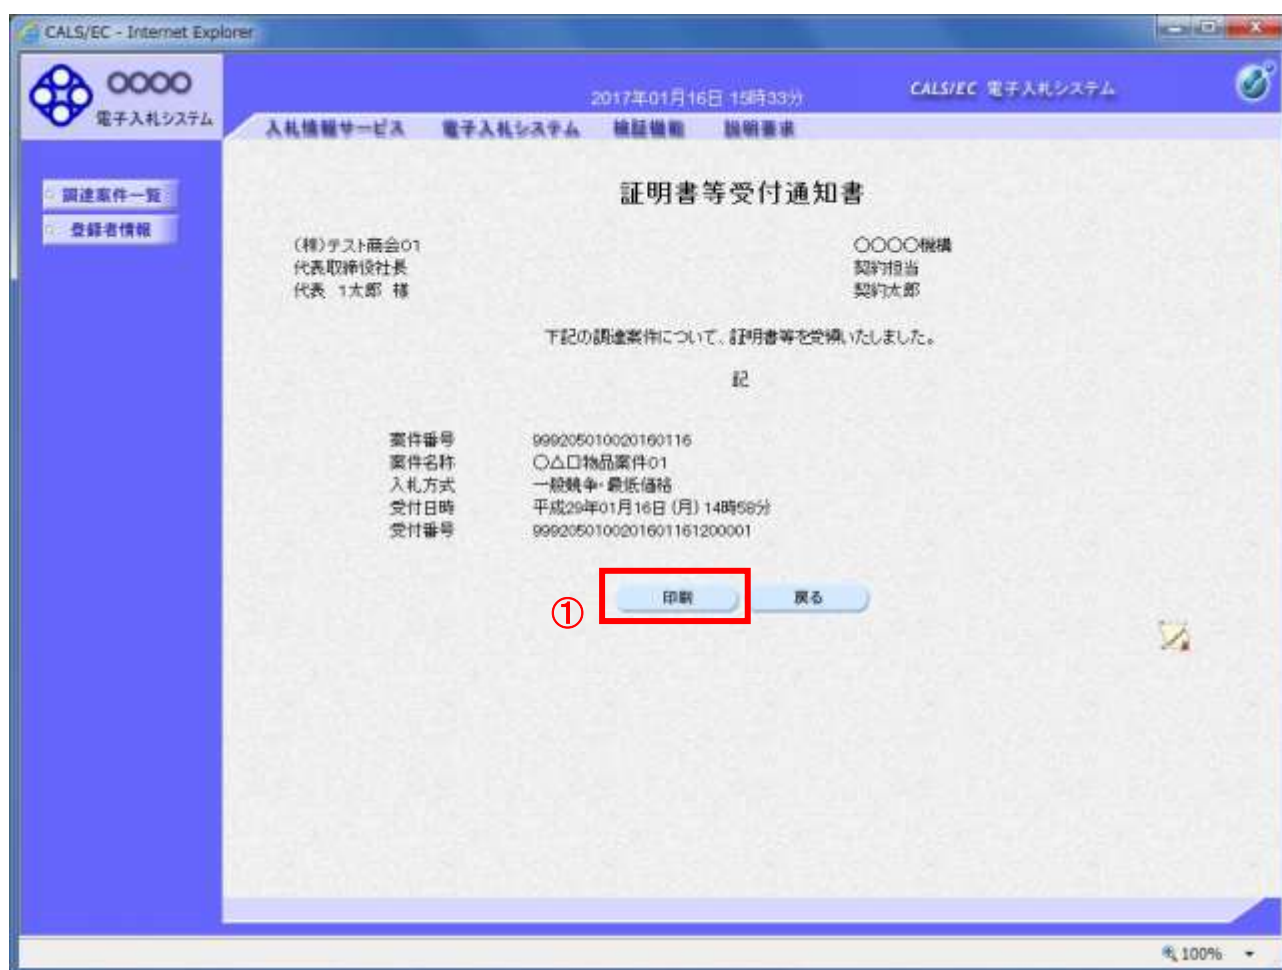 CALS/EC - Internet Explorer
〇〇〇〇
電子入札システム
2017年01月16日 15時33分
CALS/EC 電子入札システム
入札情報サービス 電子入札システム 検証機能 説明要求
調達案件一覧
登録者情報
証明書等受付通知書
(株)テスト商会01
代表取締役社長
代表 1太郎 様
〇〇〇〇機構
契約担当
契約太郎
下記の調達案件について、証明書等を受領いたしました。
記
案件番号 999205010020160116
案件名称 〇△口物品案件01
入札方式 一般競争・最低価格
受付日時 平成29年01月16日 (月) 14時58分
受付番号 9992050100201601161200001
① 印刷 戻る
100%